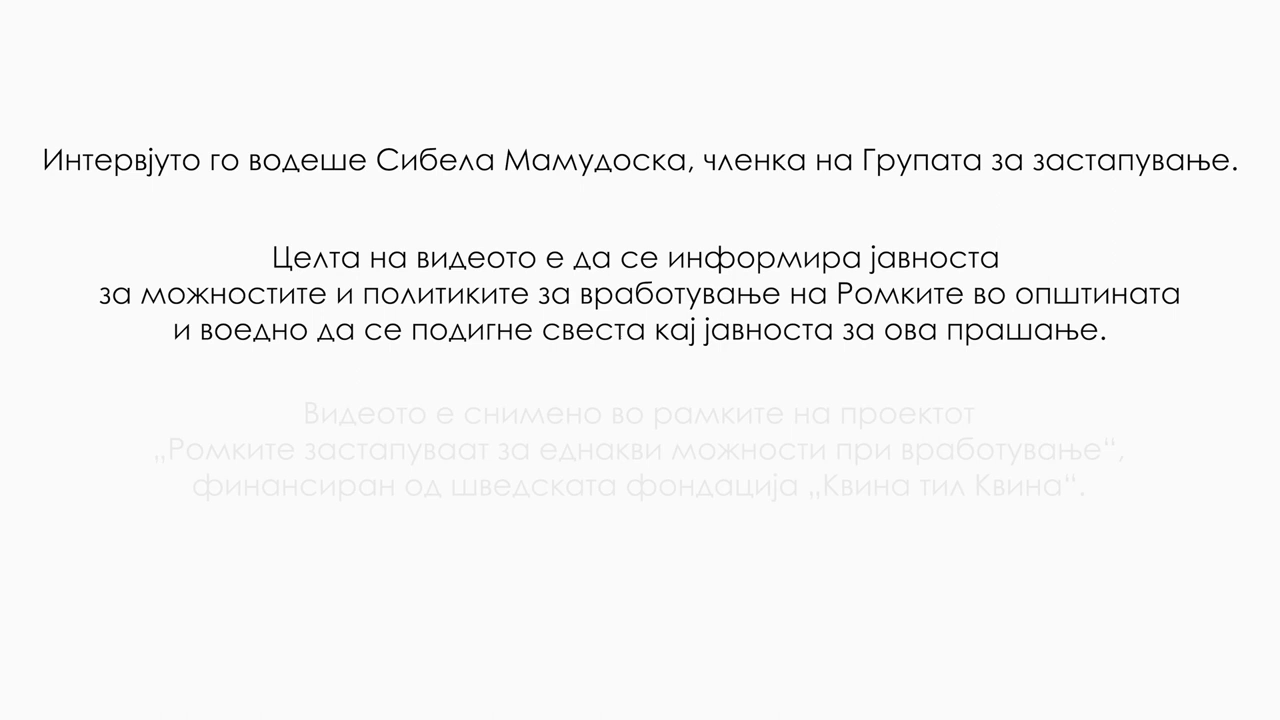 Интервјуто го водеше Сибела Мамудоска, членка на Групата за застапување.
Целта на видеото е да се информира јавноста
за можностите и политиките за вработување на Ромките во општината
и воедно да се подигне свеста кај јавноста за ова прашање.
Видеото е снимено во рамките на проектот
„Ромките застапуваат за еднакви можности при вработување“,
финансиран од шведската фондација „Квина тил Квина“.